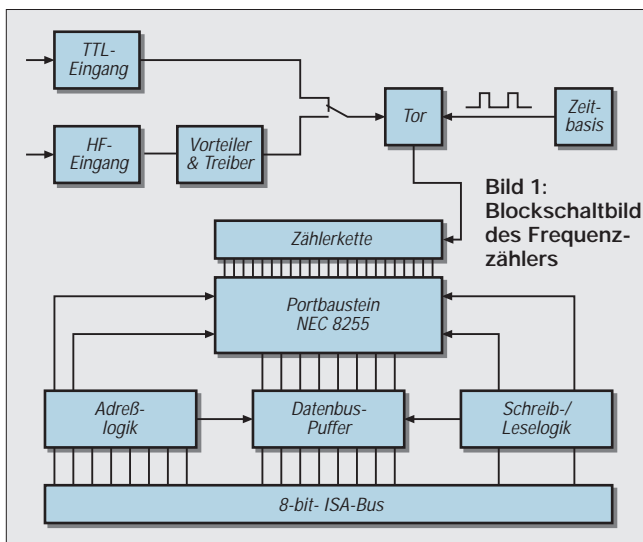 TTL-
Eingang
HF-
Eingang
Vorteiler
& Treiber
Tor
Zeit-
basis
Bild 1:
Blockschaltbild
des Frequenz-
zählers
Zählerkette
Portbaustein
NEC 8255
Adreß-
logik
Datenbus-
Puffer
Schreib-/
Leselogik
8-bit- ISA-Bus